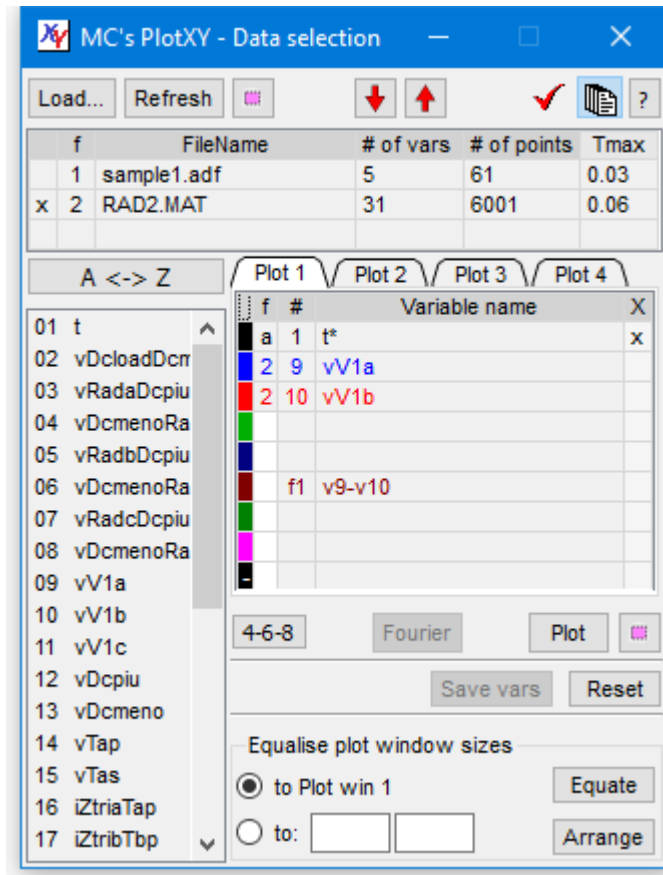 MC's PlotXY - Data selection
Load... Refresh ?
f FileName # of vars # of points Tmax
1 sample1.adf 5 61 0.03
x 2 RAD2.MAT 31 6001 0.06
A <-> Z
Plot 1 Plot 2 Plot 3 Plot 4
f # Variable name X
a 1 t* x
2 9 vV1a
2 10 vV1b
f1 v9-v10
01 t
02 vDcloadDcm
03 vRadaDcpiu
04 vDcmenoRa
05 vRadbDcpiu
06 vDcmenoRa
07 vRadcDcpiu
08 vDcmenoRa
09 vV1a
10 vV1b
11 vV1c
12 vDcpiu
13 vDcmeno
14 vTap
15 vTas
16 iZtriaTap
17 iZtribTbp
4-6-8 Fourier Plot
Save vars Reset
Equalise plot window sizes
to Plot win 1 Equate
to: Arrange